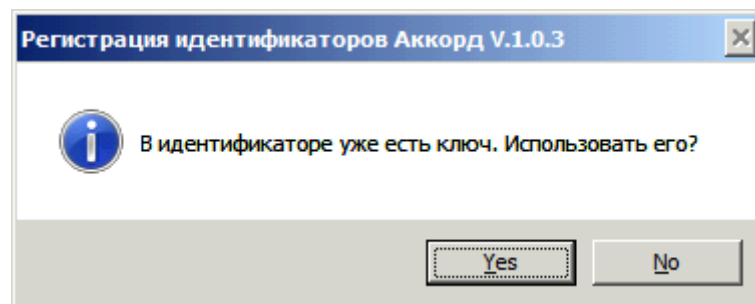 Регистрация идентификаторов Аккорд V.1.0.3
В идентификаторе уже есть ключ. Использовать его?
Yes
No